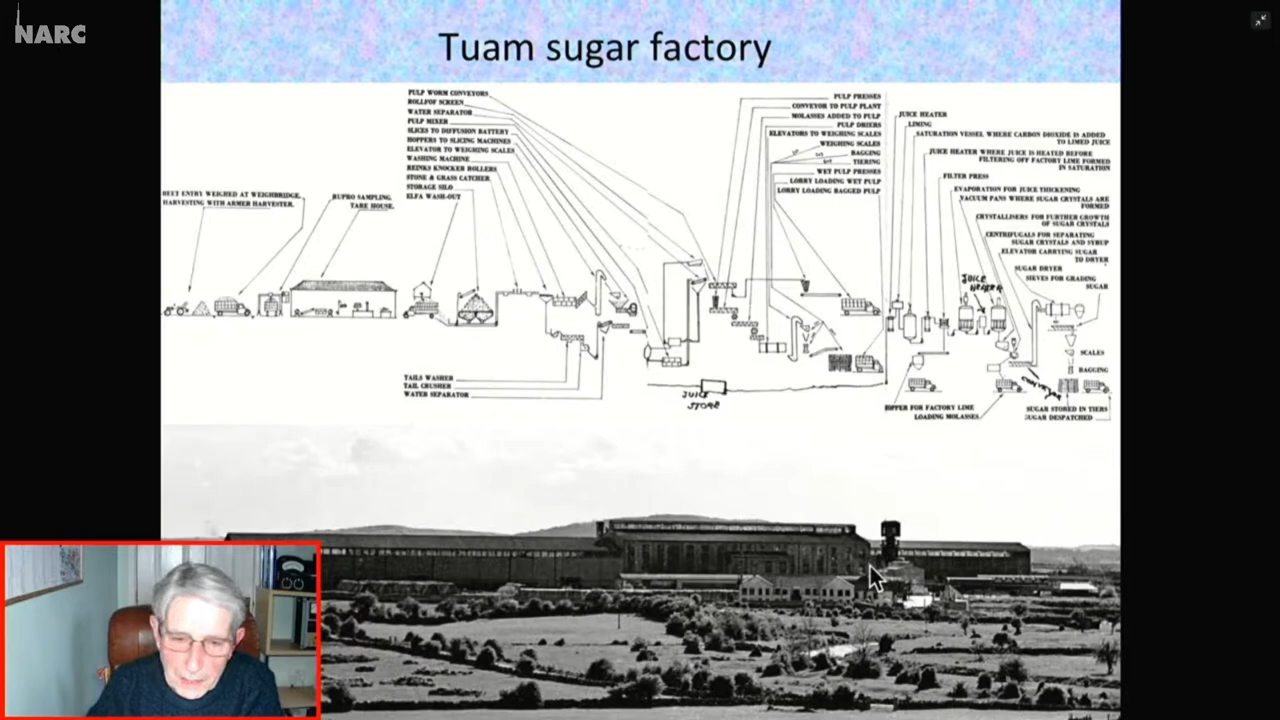 NARC
Tuam sugar factory
PULP WORM CONVEYORS
ROLLFOF SCREEN
WATER SEPARATOR
PULP MIXER
SLICES TO DIFFUSION BATTERY
HOPPERS TO SLICING MACHINES
ELEVATOR TO WEIGHING SCALES
WASHING MACHINE
REINKS KNOCKER ROLLERS
STONE & GRASS CATCHER
STORAGE SILO
ELFA WASH-OUT
BEET ENTRY WEIGHED AT WEIGHBRIDGE,
HARVESTING WITH ARMER HARVESTER.
RUPRO SAMPLING.
TARE HOUSE.
TAILS WASHER
TAIL CRUSHER
WATER SEPARATOR
PULP PRESSES
CONVEYOR TO PULP PLANT
MOLASSES ADDED TO PULP
PULP DRIERS
ELEVATORS TO WEIGHING SCALES
WEIGHING SCALES
BAGGING
TIERING
WET PULP PRESSES
LORRY LOADING WET PULP
LORRY LOADING BAGGED PULP
JUICE
STORE
JUICE HEATER
LIMING
SATURATION VESSEL WHERE CARBON DIOXIDE IS ADDED
TO LIMED JUICE
JUICE HEATER WHERE JUICE IS HEATED BEFORE
FILTERING OFF FACTORY LIME FORMED
IN SATURATION
FILTER PRESS
EVAPORATION FOR JUICE THICKENING
VACUUM PANS WHERE SUGAR CRYSTALS ARE
FORMED
CRYSTALLISERS FOR FURTHER GROWTH
OF SUGAR CRYSTALS
CENTRIFUGALS FOR SEPARATING
SUGAR CRYSTALS AND SYRUP
ELEVATOR CARRYING SUGAR
TO DRYER
SUGAR DRYER
SIEVES FOR GRADING
SUGAR
JUICE
HEATER
SCALES
BAGGING
CONVEYOR
HOPPER FOR FACTORY LIME
LOADING MOLASSES
SUGAR STORED IN TIERS
SUGAR DESPATCHED